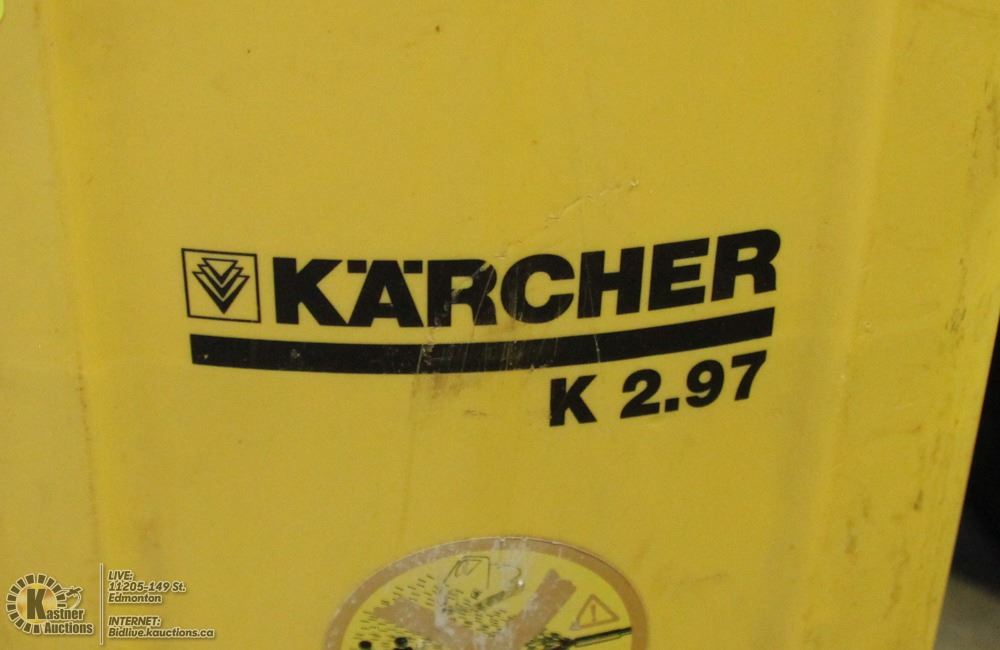 KÄRCHER
K 2.97
Kastner
Auctions
LIVE:
11205-149 St.
Edmonton
INTERNET:
Bidlive.kauctions.ca